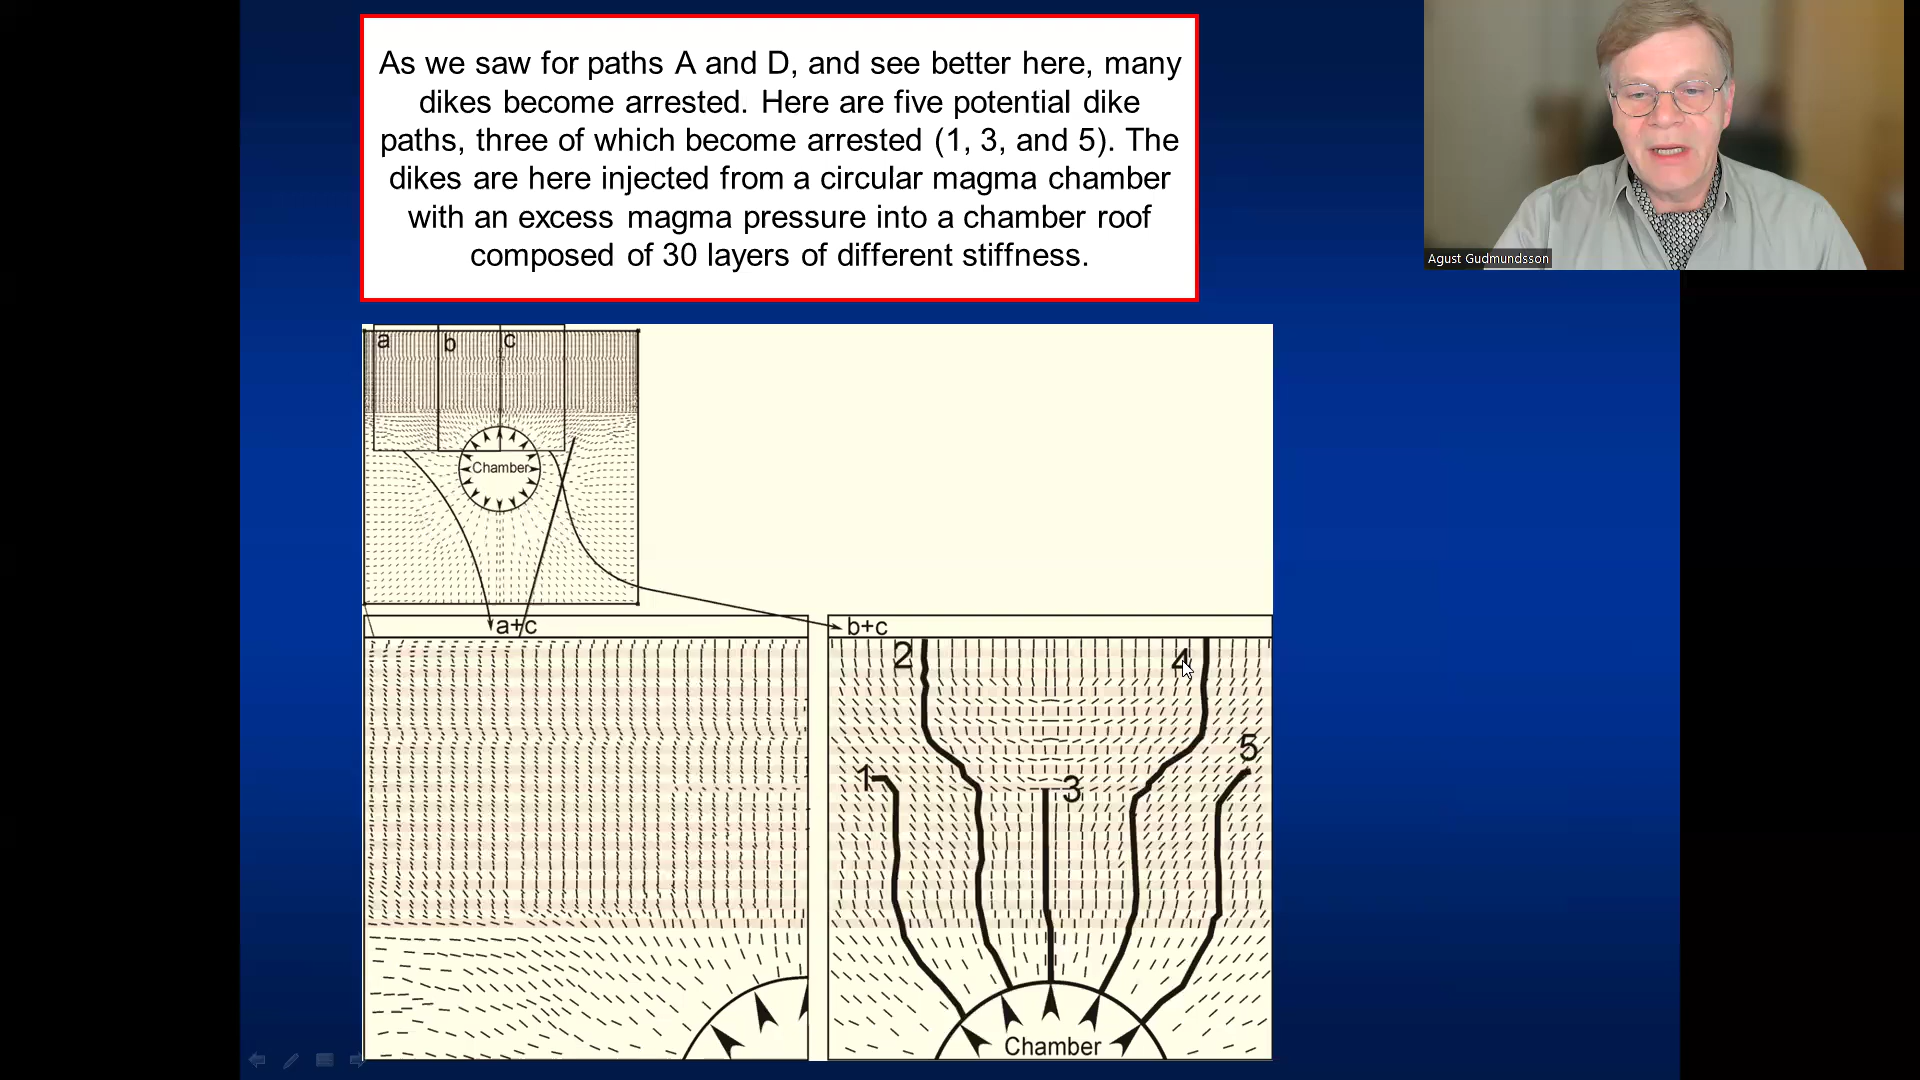 As we saw for paths A and D, and see better here, many
dikes become arrested. Here are five potential dike
paths, three of which become arrested (1, 3, and 5). The
dikes are here injected from a circular magma chamber
with an excess magma pressure into a chamber roof
composed of 30 layers of different stiffness.
Agust Gudmundsson
a
b
c
Chamber
a+c
b+c
2
4
5
1
3
Chamber